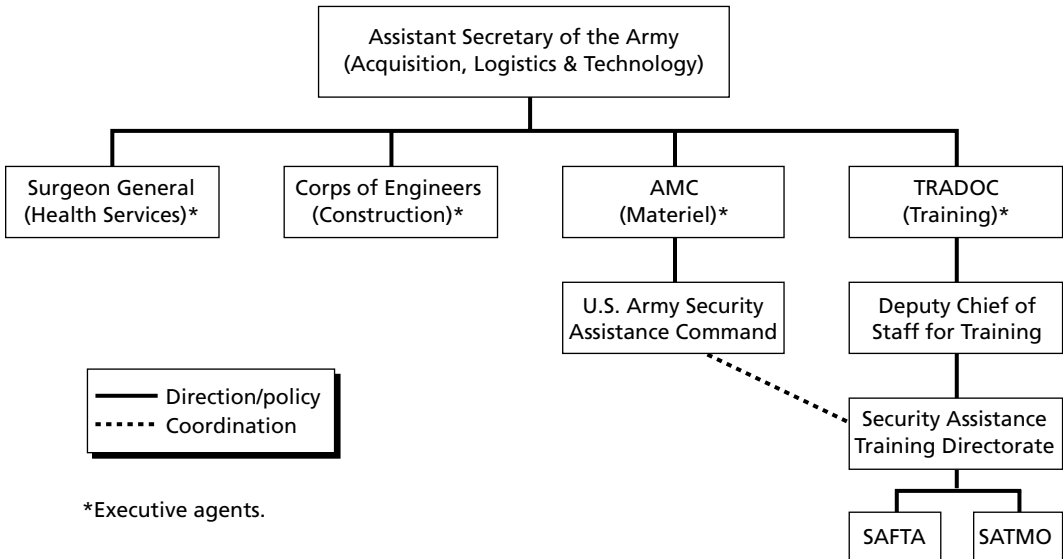 Assistant Secretary of the Army
(Acquisition, Logistics & Technology)
Surgeon General
(Health Services)*
Corps of Engineers
(Construction)*
AMC
(Materiel)*
TRADOC
(Training)*
U.S. Army Security
Assistance Command
Deputy Chief of
Staff for Training
Direction/policy
Coordination
Security Assistance
Training Directorate
*Executive agents.
SAFTA
SATMO